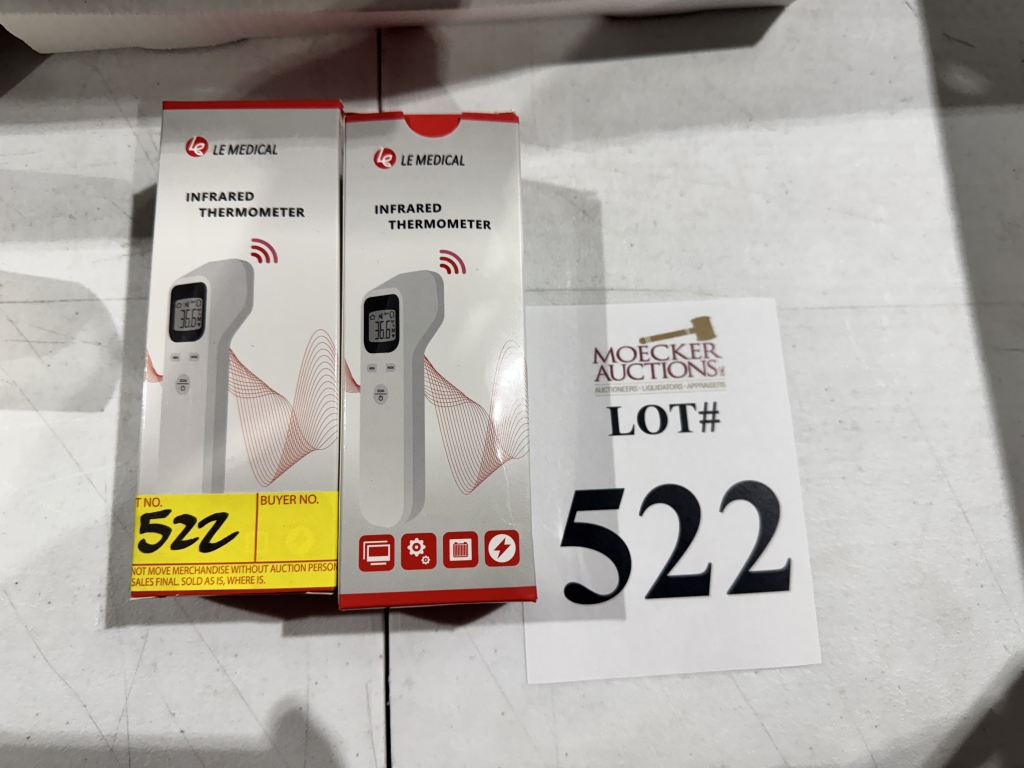 LE MEDICAL
INFRARED
THERMOMETER
36.6
T NO.
BUYER NO.
522
NOT MOVE MERCHANDISE WITHOUT AUCTION PERSON
SALES FINAL. SOLD AS IS, WHERE IS.
LE MEDICAL
INFRARED
THERMOMETER
36.6
MOECKER
AUCTIONS
AUCTIONEERS · LIQUIDATORS · APPRAISERS
LOT#
522